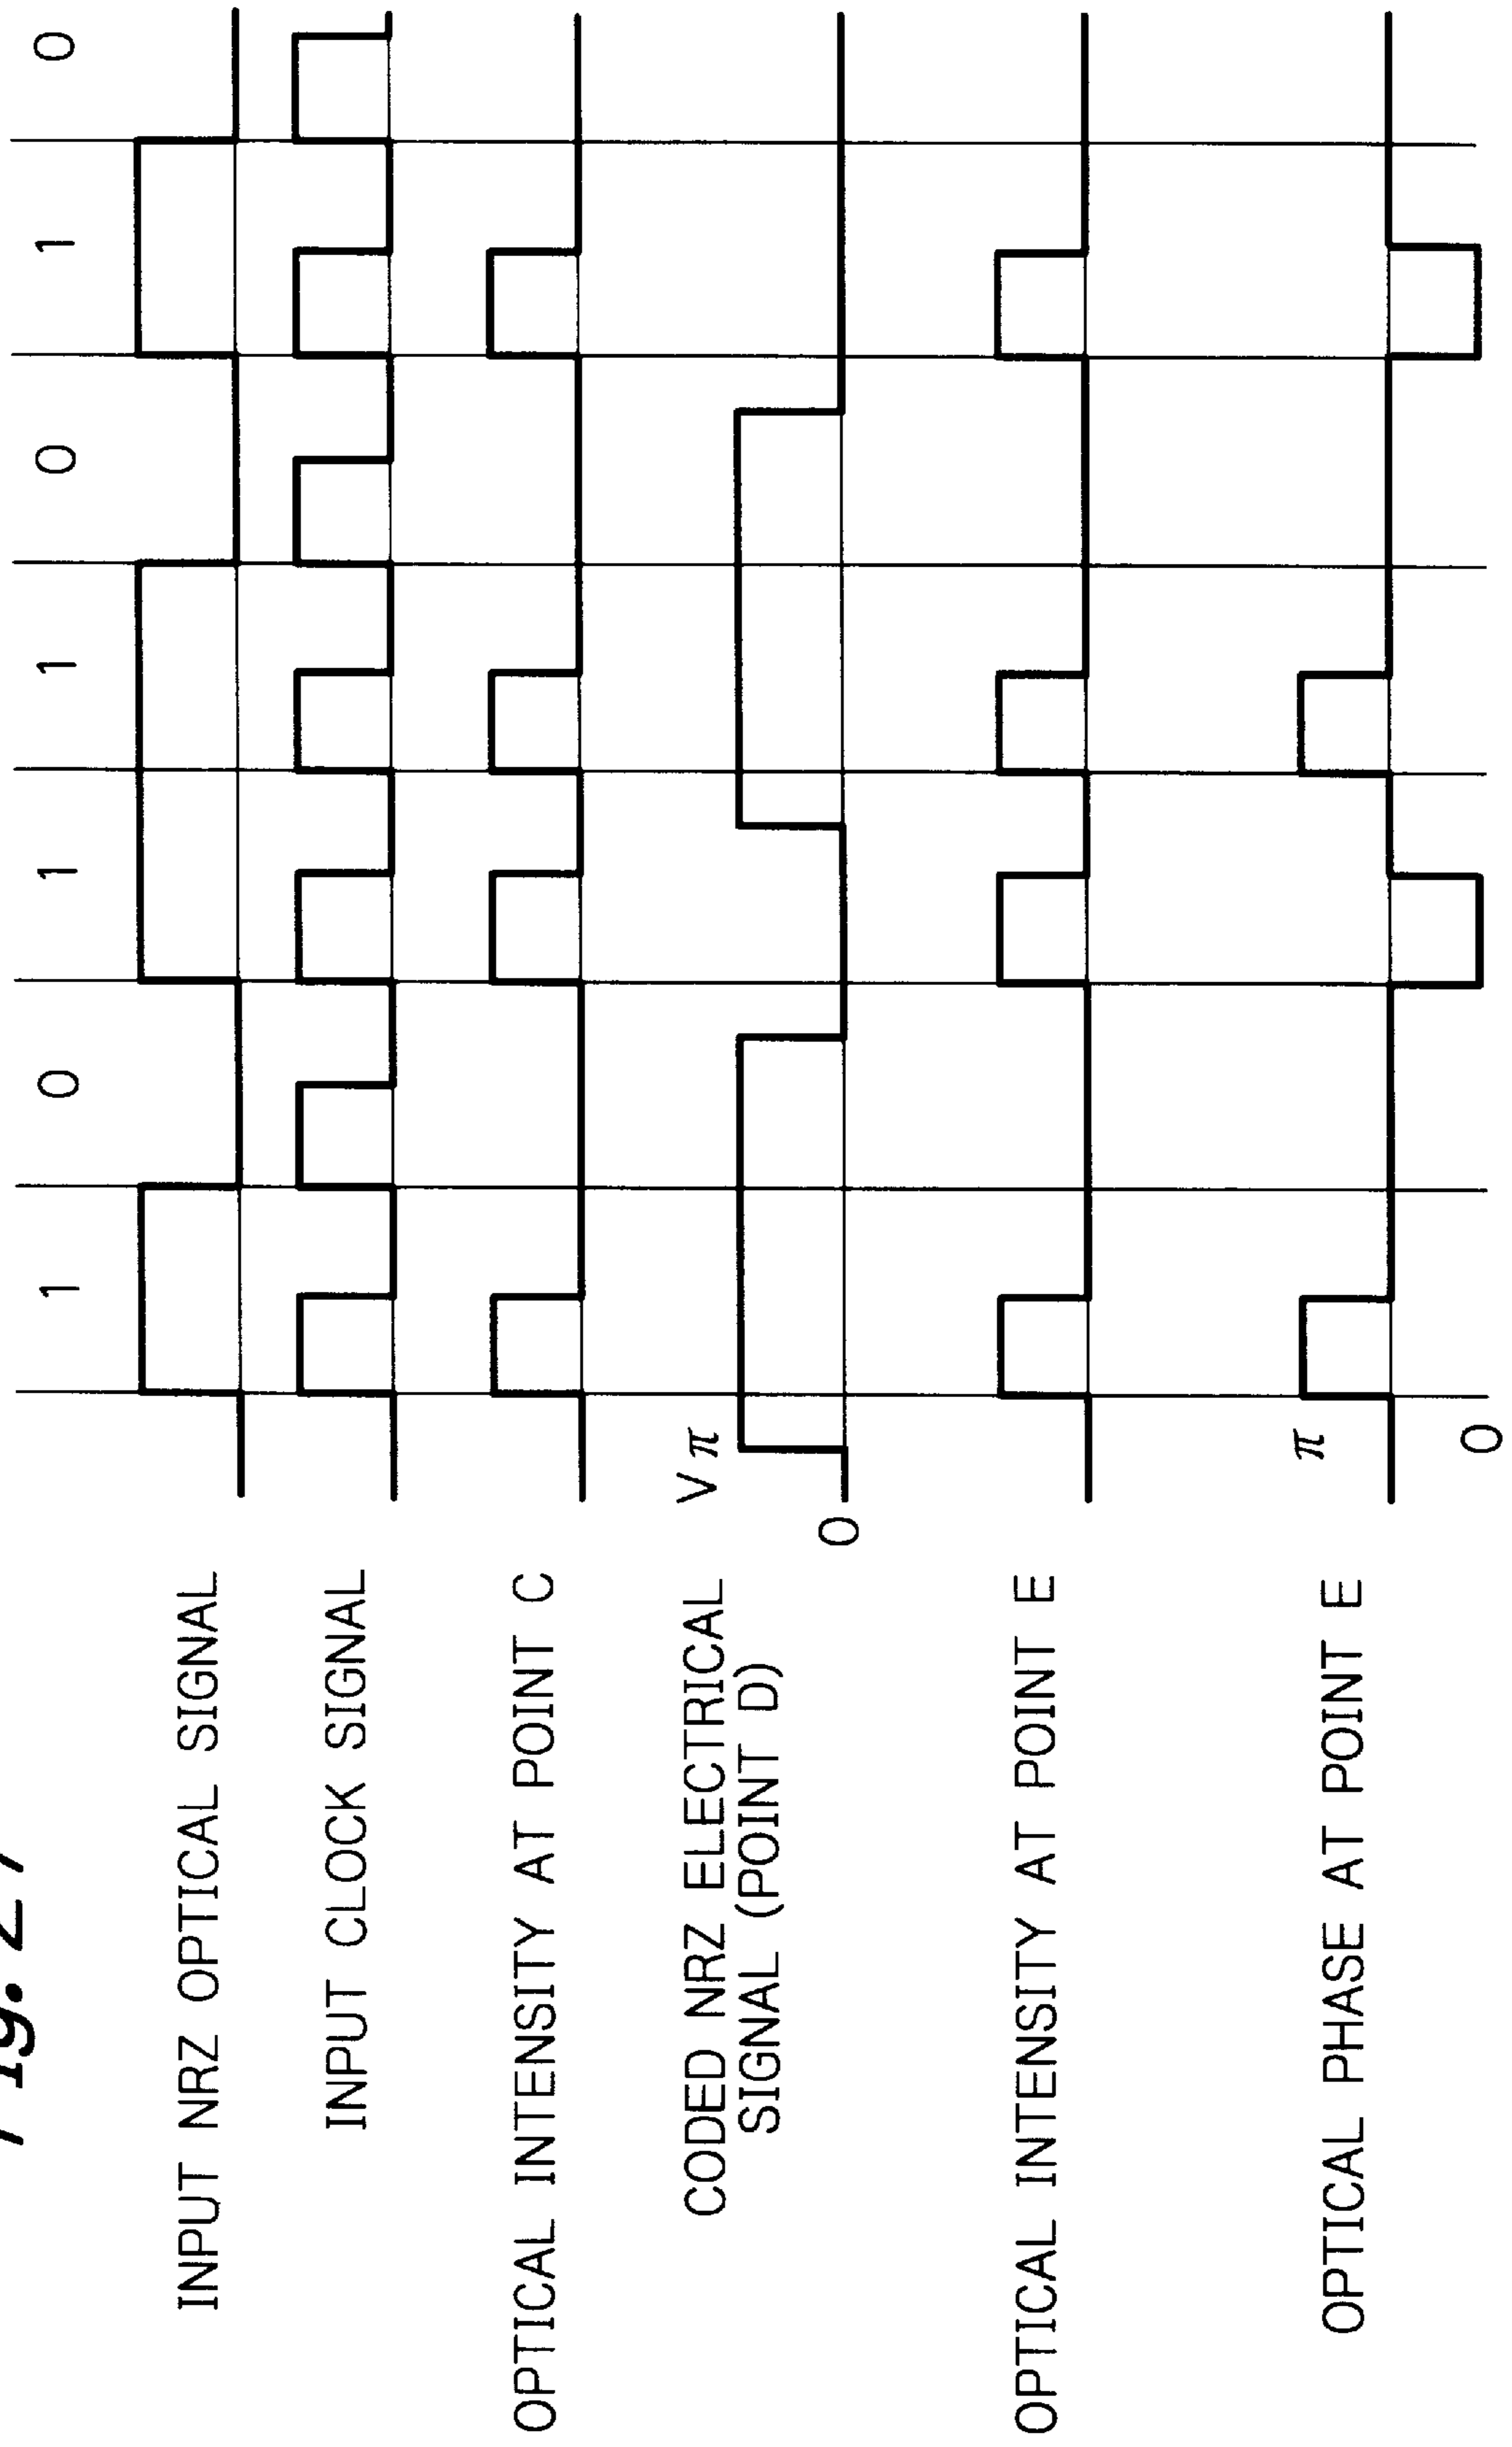 Fig.
1 0 1 1 0 1 0
INPUT NRZ OPTICAL SIGNAL
INPUT CLOCK SIGNAL
OPTICAL INTENSITY AT POINT C
Vπ
CODED NRZ ELECTRICAL
SIGNAL (POINT D)
0
OPTICAL INTENSITY AT POINT E
π
OPTICAL PHASE AT POINT E
0